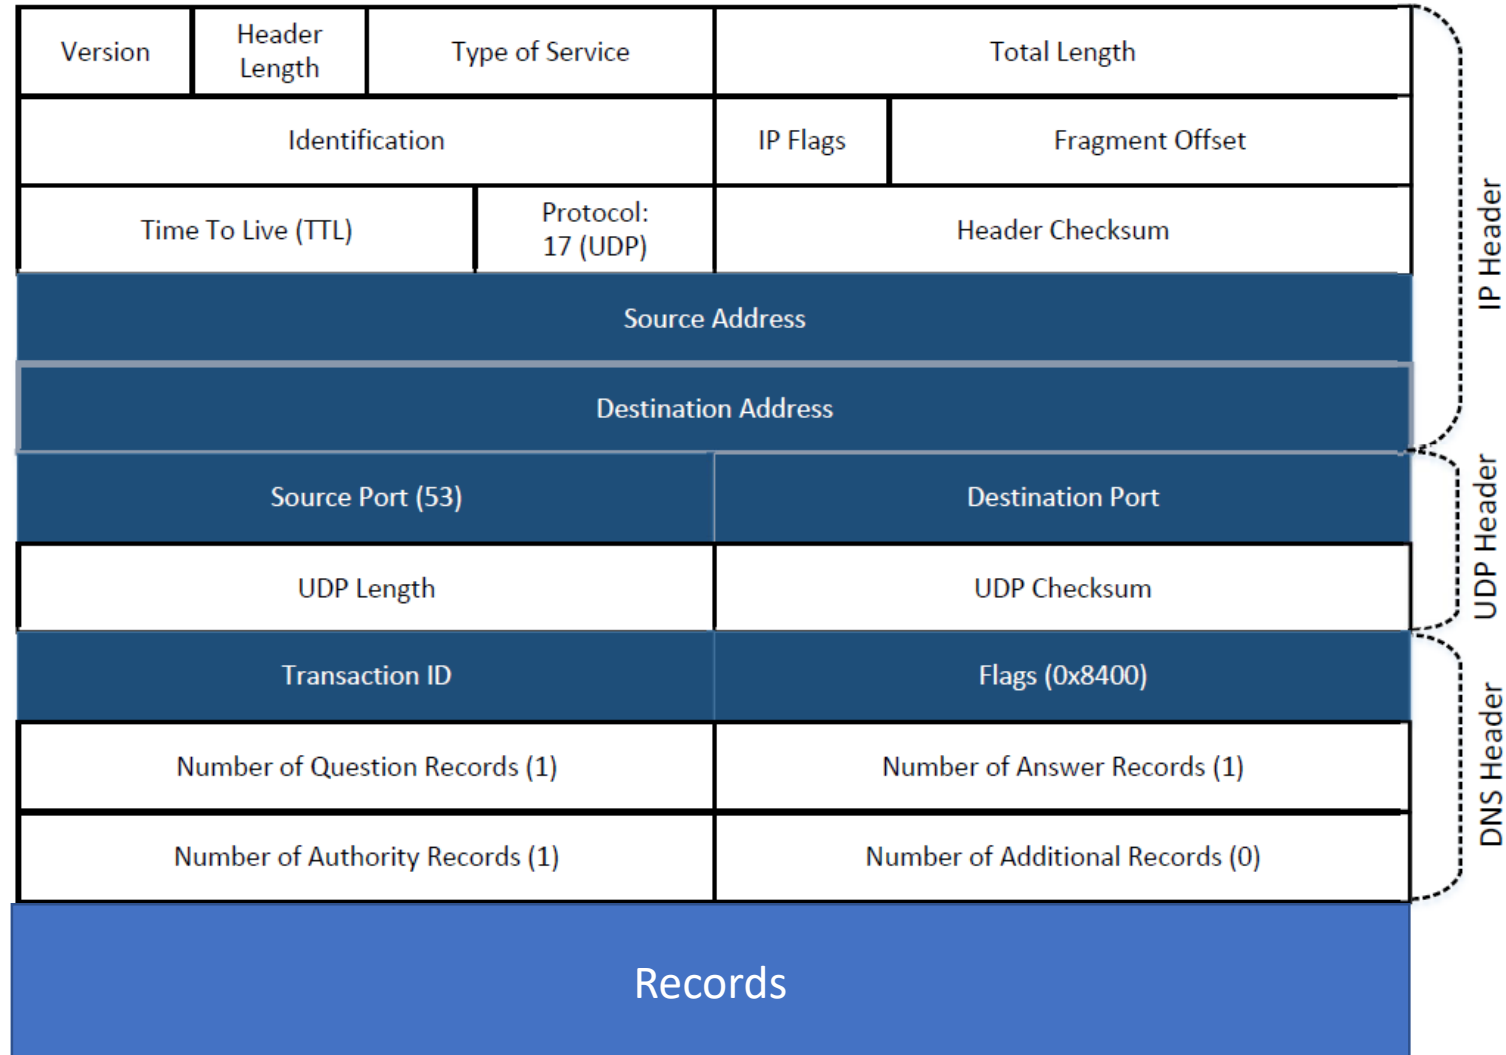 Version
Header
Length
Type of Service
Total Length
Identification
IP Flags
Fragment Offset
Time To Live (TTL)
Protocol:
17 (UDP)
Header Checksum
Source Address
Destination Address
IP Header
Source Port (53)
Destination Port
UDP Length
UDP Checksum
UDP Header
Transaction ID
Flags (0x8400)
Number of Question Records (1)
Number of Answer Records (1)
Number of Authority Records (1)
Number of Additional Records (0)
DNS Header
Records